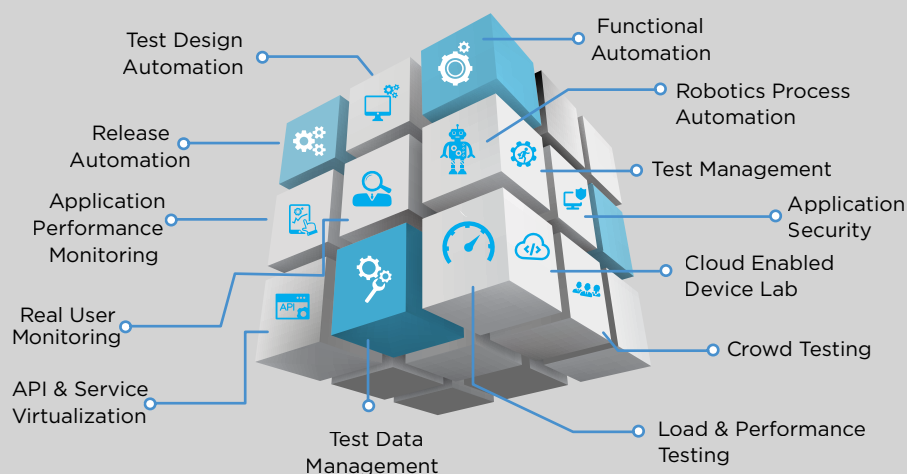 Test Design
Automation
Functional
Automation
Robotics Process
Automation
Release
Automation
Test Management
Application
Performance
Monitoring
Application
Security
Cloud Enabled
Device Lab
Real User
Monitoring
API
</>
Crowd Testing
API & Service
Virtualization
Test Data
Management
Load & Performance
Testing